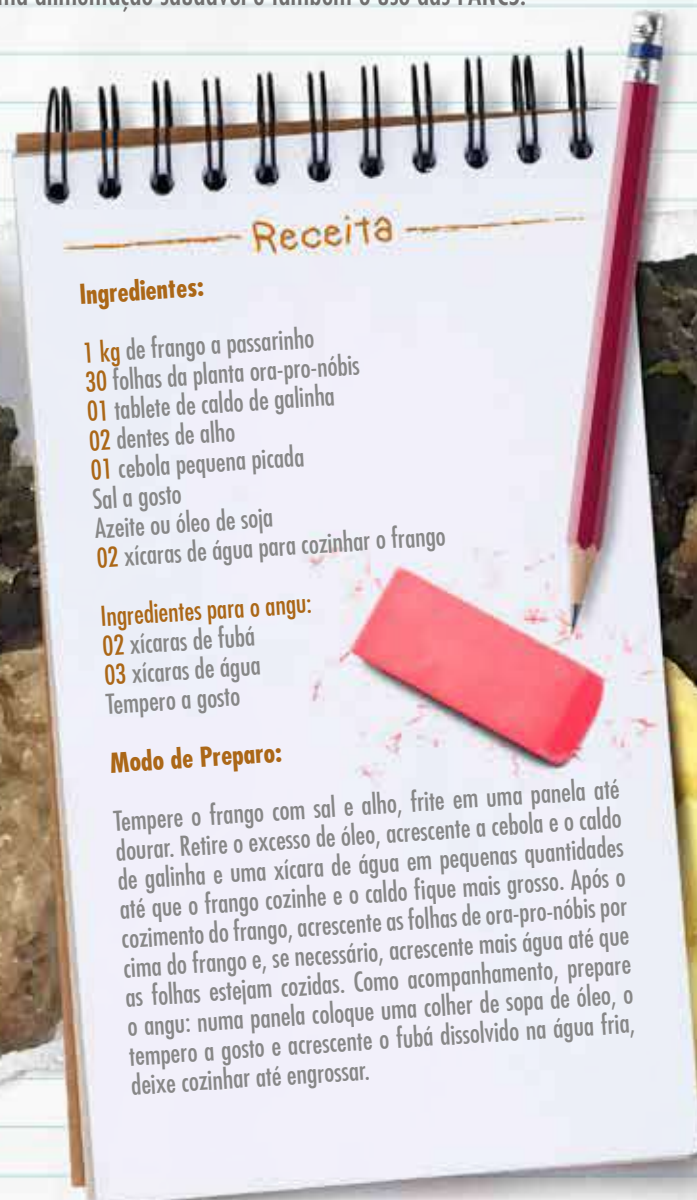 alimentação saudável e também o uso das PANCs.
Receita
Ingredientes:
1 kg de frango a passarinho
30 folhas da planta ora-pro-nóbis
01 tablete de caldo de galinha
02 dentes de alho
01 cebola pequena picada
Sal a gosto
Azeite ou óleo de soja
02 xícaras de água para cozinhar o frango
Ingredientes para o angu:
02 xícaras de fubá
03 xícaras de água
Tempero a gosto
Modo de Preparo:
Tempere o frango com sal e alho, frite em uma panela até
dourar. Retire o excesso de óleo, acrescente a cebola e o caldo
de galinha e uma xícara de água em pequenas quantidades
até que o frango cozinhe e o caldo fique mais grosso. Após o
cozimento do frango, acrescente as folhas de ora-pro-nóbis por
cima do frango e, se necessário, acrescente mais água até que
as folhas estejam cozidas. Como acompanhamento, prepare
o angu: numa panela coloque uma colher de sopa de óleo, o
tempero a gosto e acrescente o fubá dissolvido na água fria,
deixe cozinhar até engrossar.